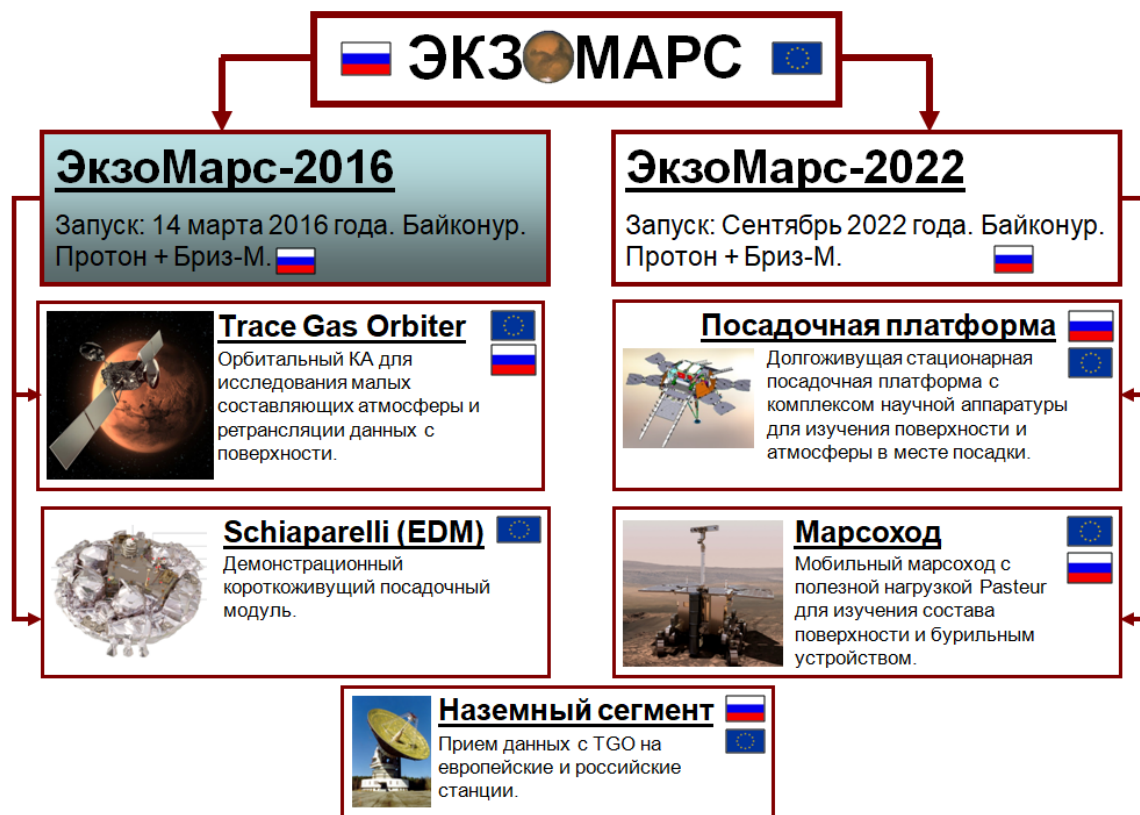 ЭКЗОМАРС
ЭкзоМарс-2016
Запуск: 14 марта 2016 года. Байконур.
Протон + Бриз-М.
ЭкзоМарс-2022
Запуск: Сентябрь 2022 года. Байконур.
Протон + Бриз-М.
Trace Gas Orbiter
Орбитальный КА для
исследования малых
составляющих атмосферы и
ретрансляции данных с
поверхности.
Посадочная платформа
Долгоживущая стационарная
посадочная платформа с
комплексом научной аппаратуры
для изучения поверхности и
атмосферы в месте посадки.
Schiaparelli (EDM)
Демонстрационный
короткоживущий посадочный
модуль.
Марсоход
Мобильный марсоход с
полезной нагрузкой Pasteur
для изучения состава
поверхности и бурильным
устройством.
Наземный сегмент
Прием данных с TGO на
европейские и российские
станции.